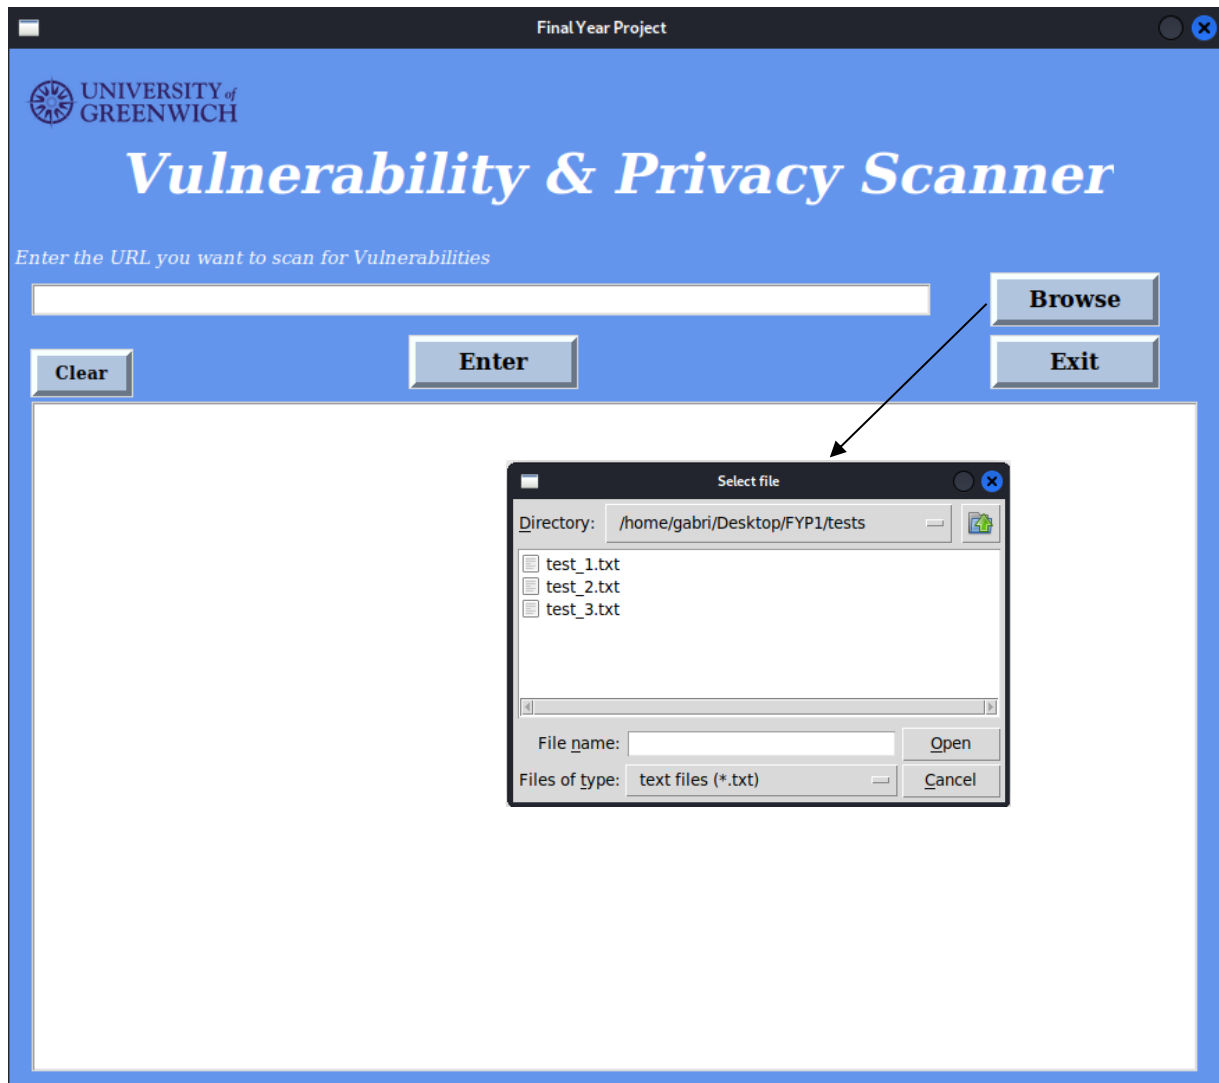 Final Year Project
UNIVERSITY of
GREENWICH
Vulnerability & Privacy Scanner
Enter the URL you want to scan for Vulnerabilities
Browse
Clear
Enter
Exit
Select file
Directory: /home/gabri/Desktop/FYP1/tests
test_1.txt
test_2.txt
test_3.txt
File name:
Open
Files of type: text files (*.txt)
Cancel